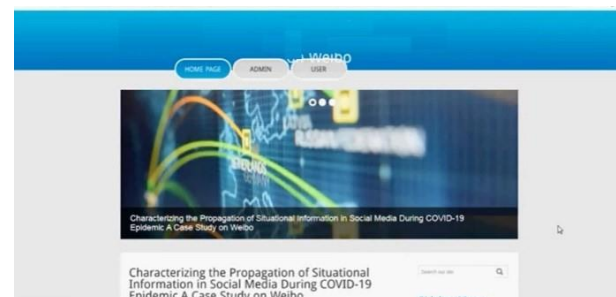 Weibo
HOME PAGE
ADMIN
USER
Characterizing the Propagation of Situational Information in Social Media During COVID-19
Epidemic A Case Study on Weibo
Characterizing the Propagation of Situational
Information in Social Media During COVID-19
Epidemic A Case Study on Weibo
Search our site